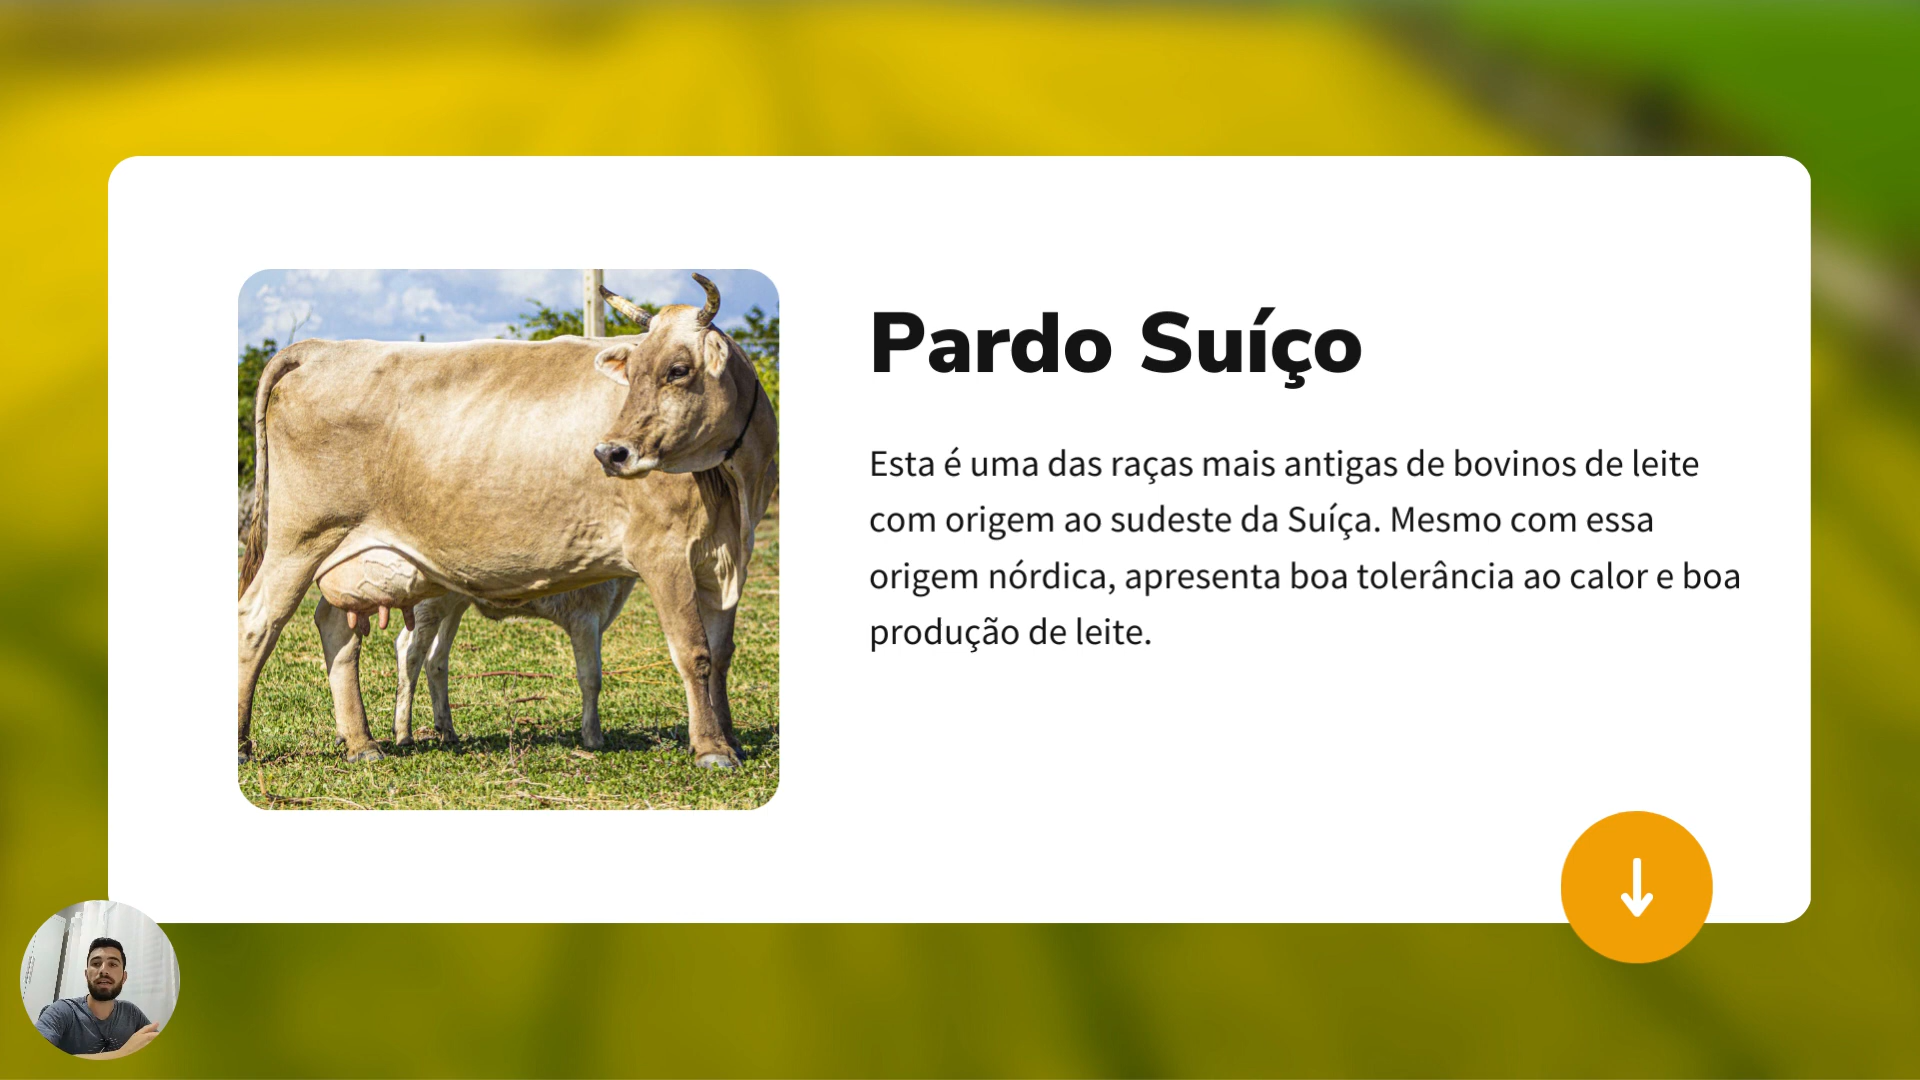 Pardo Suíço
Esta é uma das raças mais antigas de bovinos de leite
com origem ao sudeste da Suíça. Mesmo com essa
origem nórdica, apresenta boa tolerância ao calor e boa
produção de leite.